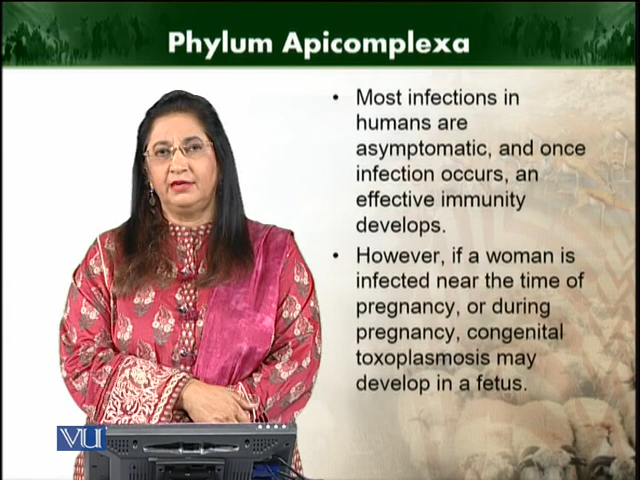 Phylum Apicomplexa
• Most infections in
humans are
asymptomatic, and once
infection occurs, an
effective immunity
develops.
• However, if a woman is
infected near the time of
pregnancy, or during
pregnancy, congenital
toxoplasmosis may
develop in a fetus.
VU